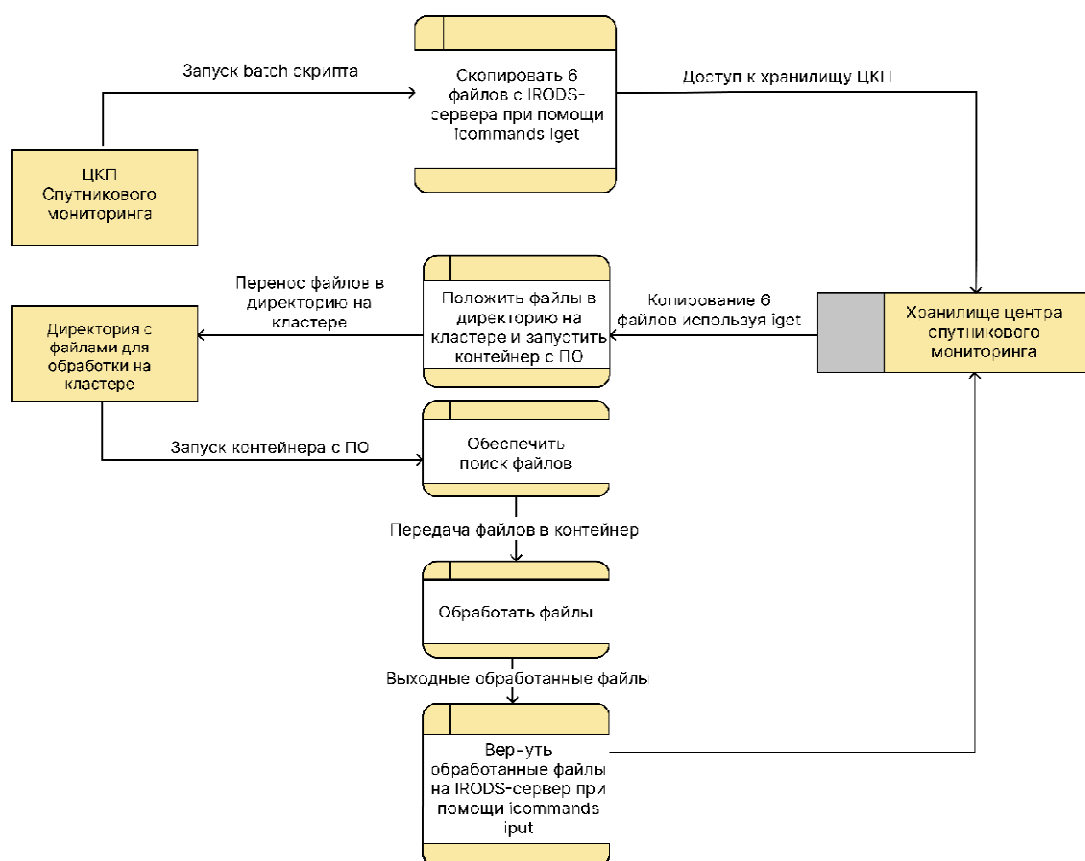 Запуск batch скрипта
Скопировать 6
файлов с IRODS-
сервера при помощи
icommands iget
Доступ к хранилищу ЦКП
ЦКП
Спутникового
мониторинга
Перенос файлов в
директорию на
кластере
Положить файлы в
директорию на
кластере и запустить
контейнер с ПО
Копирование 6
файлов используя iget
Хранилище центра
спутникового
мониторинга
Директория с
файлами для
обработки на
кластере
Запуск контейнера с ПО
Обеспечить
поиск файлов
Передача файлов в контейнер
Обработать файлы
Выходные обработанные файлы
Вер-уть
обработанные файлы
на IRODS-сервер при
помощи icommands
iput